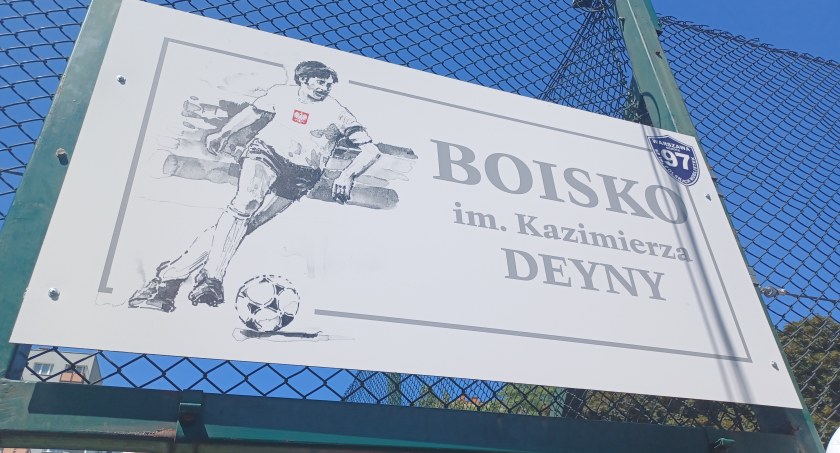 BOISKO
im. Kazimierza
DEYNY
WARSZAWA
97